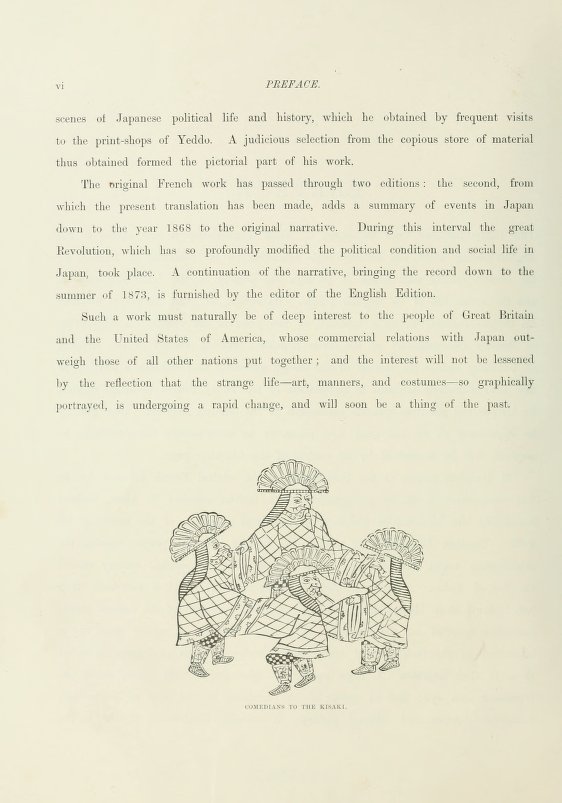 vi
PREFACE.
scenes of Japanese political life and history, which he obtained by frequent visits
to the print-shops of Yeddo. A judicious selection from the copious store of material
thus obtained formed the pictorial part of his work.
The original French work has passed through two editions: the second, from
which the present translation has been made, adds a summary of events in Japan
down to the year 1868 to the original narrative. During this interval the great
Revolution, which has so profoundly modified the political condition and social life in
Japan, took place. A continuation of the narrative, bringing the record down to the
summer of 1873, is furnished by the editor of the English Edition.
Such a work must naturally be of deep interest to the people of Great Britain
and the United States of America, whose commercial relations with Japan out-
weigh those of all other nations put together; and the interest will not be lessened
by the reflection that the strange life—art, manners, and costumes—so graphically
portrayed, is undergoing a rapid change, and will soon be a thing of the past.
COMEDIANS TO THE KISAKI.